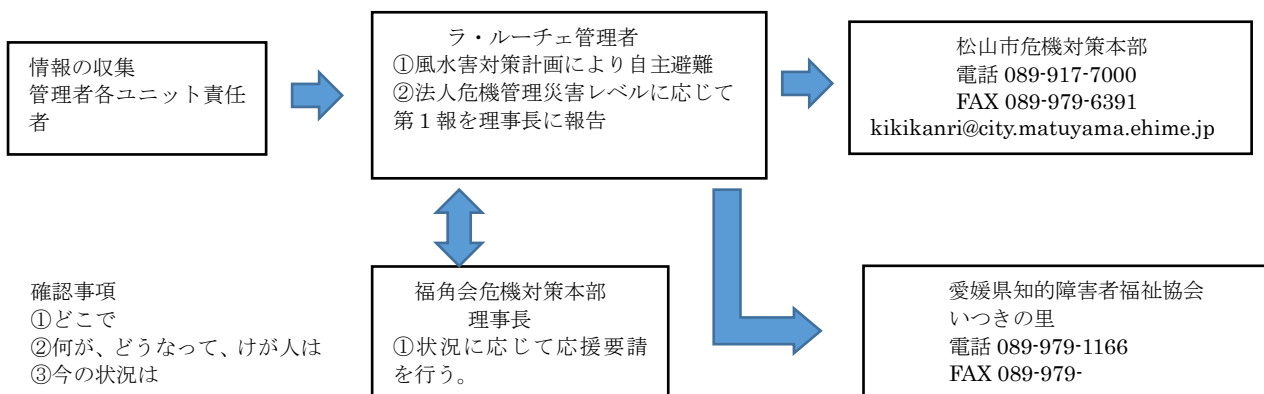 情報の収集
管理者各ユニット責任
者
ラ・ルーチェ管理者
①風水害対策計画により自主避難
②法人危機管理災害レベルに応じて
第１報を理事長に報告
松山市危機対策本部
電話 089-917-7000
FAX 089-979-6391
kikikanri@city.matuyama.ehime.jp
確認事項
①どこで
②何が、どうなって、けが人は
③今の状況は
福角会危機対策本部
理事長
①状況に応じて応援要請
を行う。
愛媛県知的障害者福祉協会
いつきの里
電話 089-979-1166
FAX 089-979-